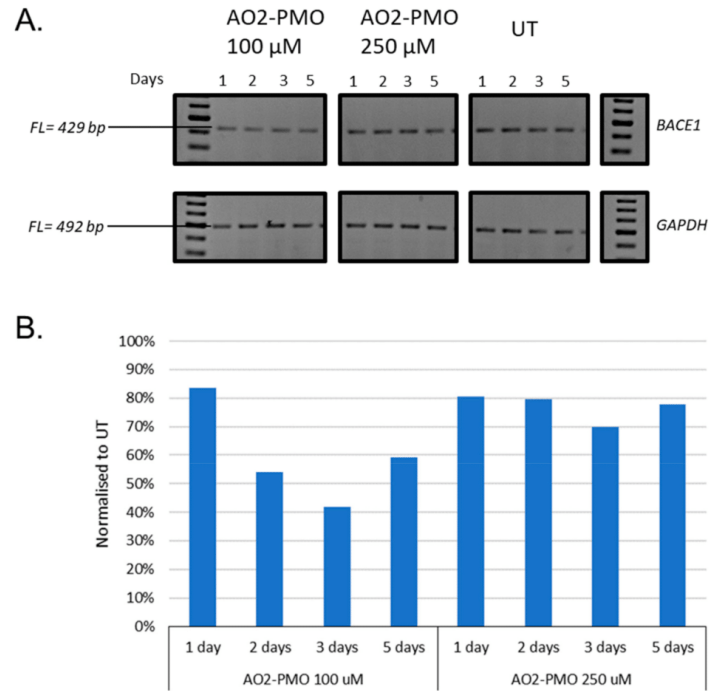 A.
AO2-PMO
100 µM
AO2-PMO
250 µM
UT
Days 1 2 3 5 1 2 3 5 1 2 3 5
FL= 429 bp
BACE1
FL= 492 bp
GAPDH
B.
Normalised to UT
100%
90%
80%
70%
60%
50%
40%
30%
20%
10%
0%
1 day 2 days 3 days 5 days 1 day 2 days 3 days 5 days
AO2-PMO 100 uM AO2-PMO 250 uM